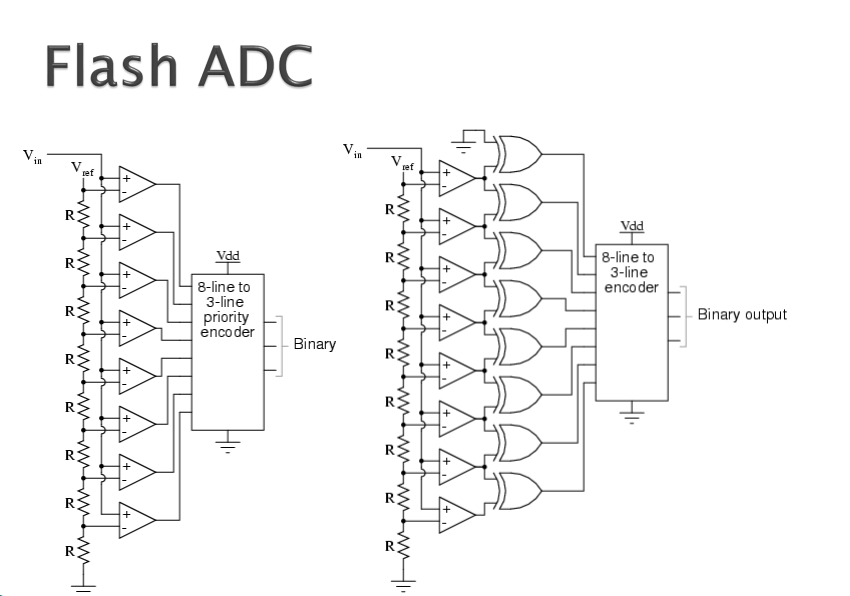 Flash ADC
Vin
Vref
+
-
R
+
-
R
+
-
R
+
-
R
+
-
R
+
-
R
+
-
R
+
-
R
Vdd
8-line to
3-line
priority
encoder
Binary
Vin
Vref
+
-
R
+
-
R
+
-
R
+
-
R
+
-
R
+
-
R
+
-
R
+
-
R
Vdd
8-line to
3-line
encoder
Binary output